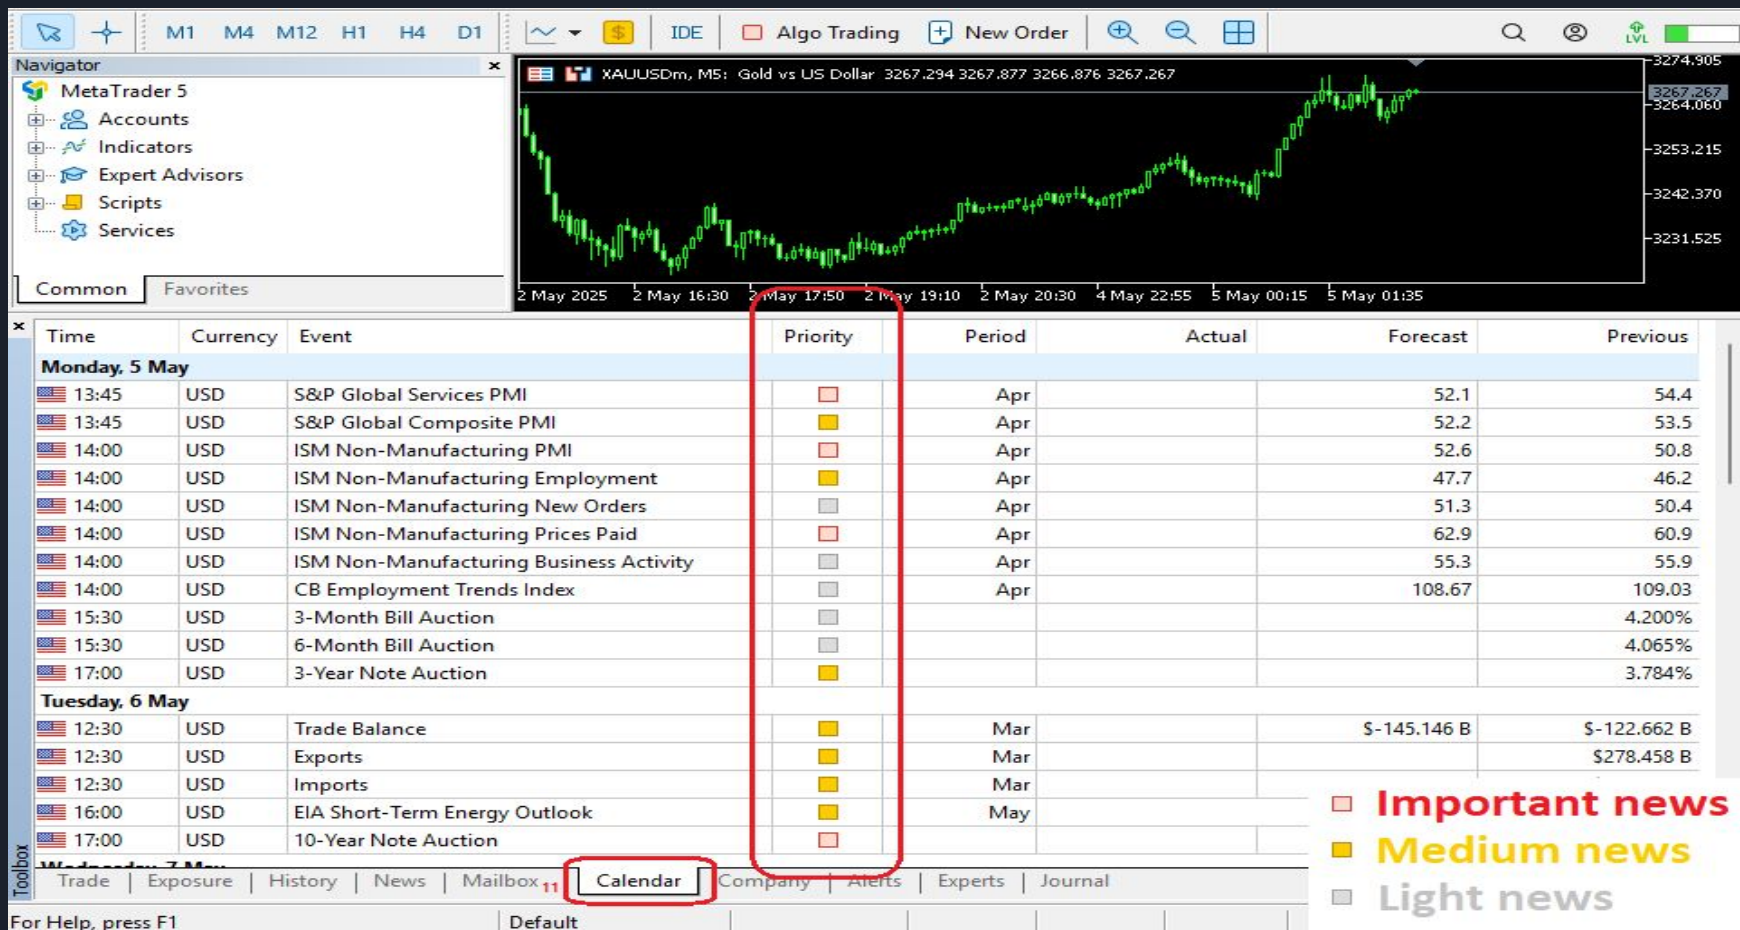 M1 M4 M12 H1 H4 D1 $ IDE Algo Trading New Order LVL
Navigator
MetaTrader 5
Accounts
Indicators
Expert Advisors
Scripts
Services
Common Favorites
XAUUSDm, M5: Gold vs US Dollar 3267.294 3267.877 3266.876 3267.267
3274.905
3267.267
3264.060
3253.215
3242.370
3231.525
2 May 2025 2 May 16:30 2 May 17:50 2 May 19:10 2 May 20:30 4 May 22:55 5 May 00:15 5 May 01:35
Time Currency Event Priority Period Actual Forecast Previous
Monday, 5 May
13:45 USD S&P Global Services PMI Apr 52.1 54.4
13:45 USD S&P Global Composite PMI Apr 52.2 53.5
14:00 USD ISM Non-Manufacturing PMI Apr 52.6 50.8
14:00 USD ISM Non-Manufacturing Employment Apr 47.7 46.2
14:00 USD ISM Non-Manufacturing New Orders Apr 51.3 50.4
14:00 USD ISM Non-Manufacturing Prices Paid Apr 62.9 60.9
14:00 USD ISM Non-Manufacturing Business Activity Apr 55.3 55.9
14:00 USD CB Employment Trends Index Apr 108.67 109.03
15:30 USD 3-Month Bill Auction 4.200%
15:30 USD 6-Month Bill Auction 4.065%
17:00 USD 3-Year Note Auction 3.784%
Tuesday, 6 May
12:30 USD Trade Balance Mar $-145.146 B $-122.662 B
12:30 USD Exports Mar $278.458 B
12:30 USD Imports Mar
16:00 USD EIA Short-Term Energy Outlook May
17:00 USD 10-Year Note Auction
Wednesday, 7 May
Important news
Medium news
Light news
Toolbox
Trade Exposure History News Mailbox 11 Calendar Company Alerts Experts Journal
For Help, press F1 Default